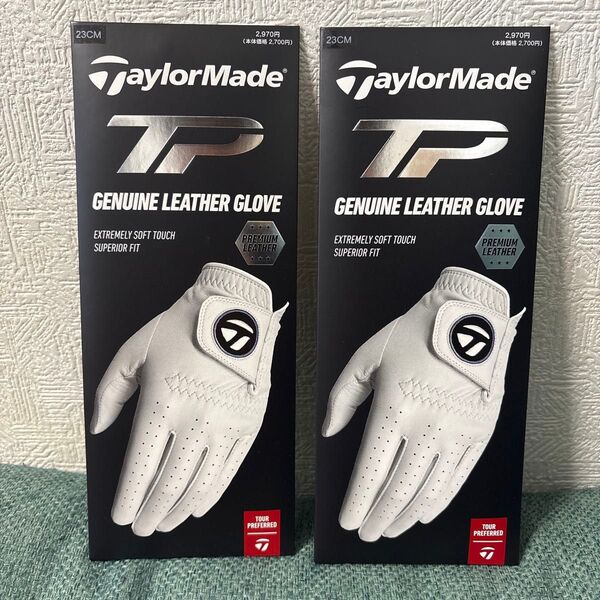 23CM
2,970円
(本体価格 2,700円)
TaylorMade®
TP
GENUINE LEATHER GLOVE
EXTREMELY SOFT TOUCH
SUPERIOR FIT
PREMIUM
LEATHER
TOUR
PREFERRED
23CM
2,970円
(本体価格 2,700円)
TaylorMade®
TP
GENUINE LEATHER GLOVE
EXTREMELY SOFT TOUCH
SUPERIOR FIT
PREMIUM
LEATHER
TOUR
PREFERRED